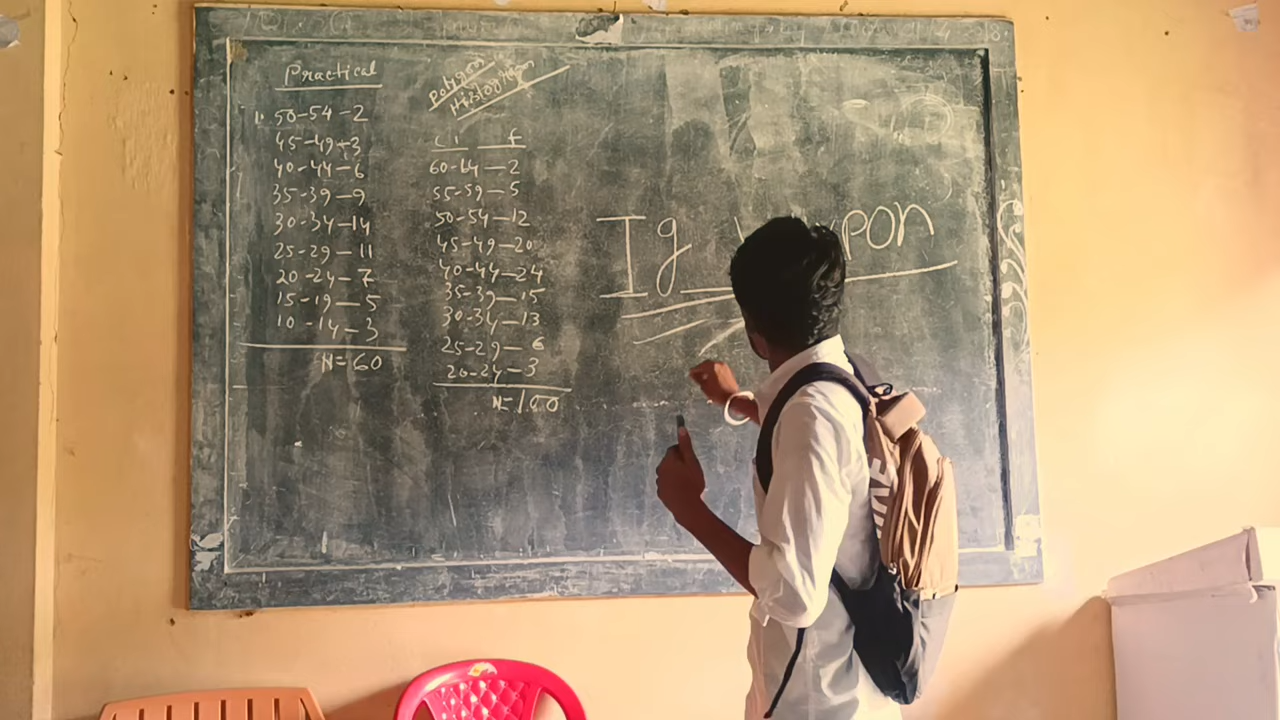 Practical
1. 50-54-2
45-49-3
40-44-6
35-39-9
30-34-14
25-29-11
20-24-7
15-19-5
10-14-3
N=60
Polygon
Histogram
CI f
60-64-2
55-59-5
50-54-12
45-49-20
40-44-24
35-39-15
30-34-13
25-29-6
20-24-3
N=100
Ig